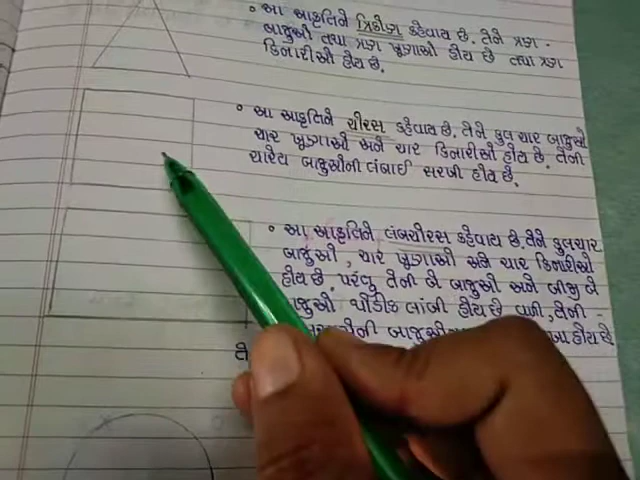 આ આકૃતિને ત્રિકોણ કહેવાય છે. તેને ત્રણ
બાજુઓ તથા ત્રણ ખૂણાઓ હોય છે તથા ત્રણ
કિનારીઓ હોય છે.
આ આકૃતિને ચોરસ કહેવાય છે. તેને કુલ ચાર બાજુઓ
ચાર ખૂણાઓ અને ચાર કિનારીઓ હોય છે. તેની
ચારેય બાજુઓની લંબાઈ સરખી હોય છે.
આ આકૃતિને લંબચોરસ કહેવાય છે. તેને કુલ ચાર
બાજુઓ, ચાર ખૂણાઓ અને ચાર કિનારીઓ
હોય છે. પરંતુ તેની બે બાજુઓ અને બીજી બે
બાજુઓ થોડીક લાંબી હોય છે વળી, તેની -
બાજુઓ હોય છે
તે